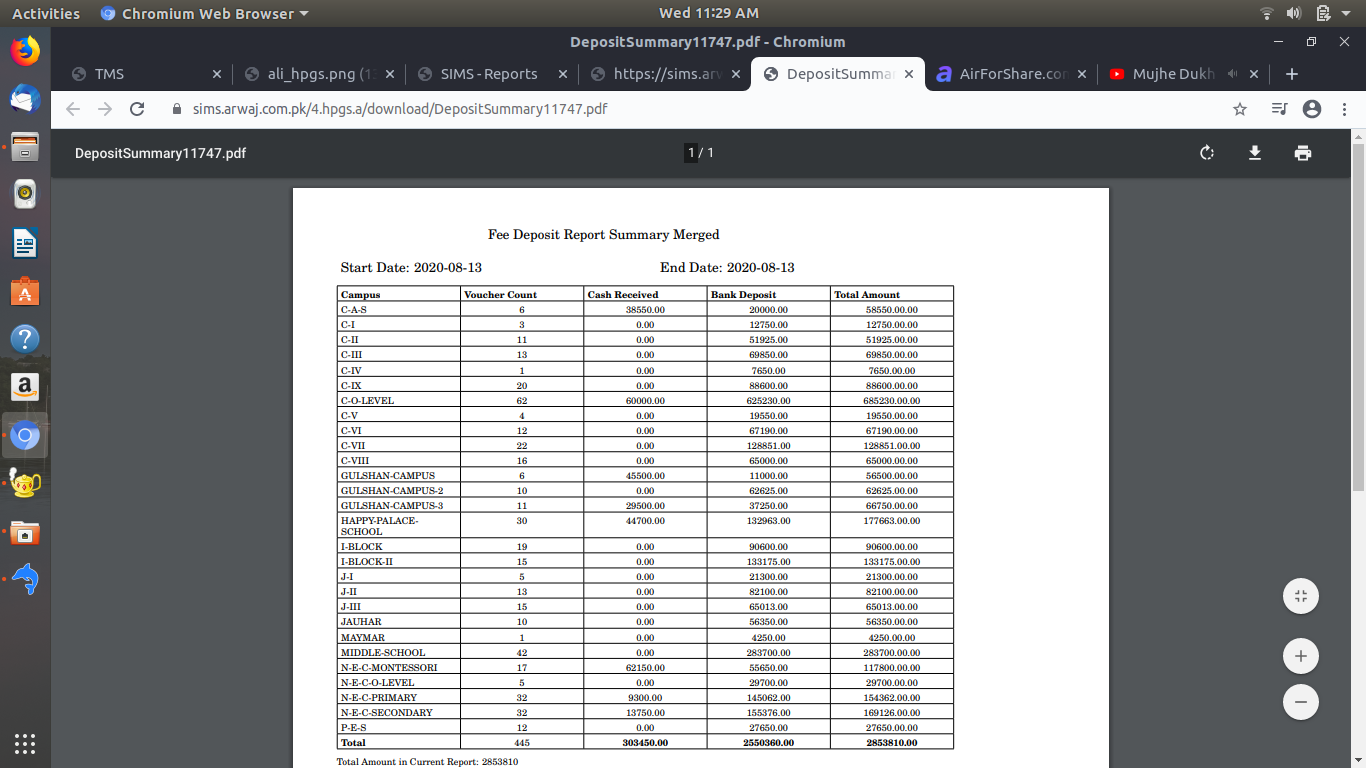 Activities Chromium Web Browser Wed 11:29 AM
DepositSummary11747.pdf - Chromium
TMS ali_hpgs.png (1 SIMS - Reports https://sims.arw DepositSumma AirForShare.com Mujhe Dukh
sims.arwaj.com.pk/4.hpgs.a/download/DepositSummary11747.pdf
DepositSummary11747.pdf 1 / 1
Fee Deposit Report Summary Merged
Start Date: 2020-08-13 End Date: 2020-08-13
Campus Voucher Count Cash Received Bank Deposit Total Amount
C-A-S 6 38550.00 20000.00 58550.00.00
C-I 3 0.00 12750.00 12750.00.00
C-II 11 0.00 51925.00 51925.00.00
C-III 13 0.00 69850.00 69850.00.00
C-IV 1 0.00 7650.00 7650.00.00
C-IX 20 0.00 88600.00 88600.00.00
C-O-LEVEL 62 60000.00 625230.00 685230.00.00
C-V 4 0.00 19550.00 19550.00.00
C-VI 12 0.00 67190.00 67190.00.00
C-VII 22 0.00 128851.00 128851.00.00
C-VIII 16 0.00 65000.00 65000.00.00
GULSHAN-CAMPUS 6 45500.00 11000.00 56500.00.00
GULSHAN-CAMPUS-2 10 0.00 62625.00 62625.00.00
GULSHAN-CAMPUS-3 11 29500.00 37250.00 66750.00.00
HAPPY-PALACE- 30 44700.00 132963.00 177663.00.00
SCHOOL
I-BLOCK 19 0.00 90600.00 90600.00.00
I-BLOCK-II 15 0.00 133175.00 133175.00.00
J-I 5 0.00 21300.00 21300.00.00
J-II 13 0.00 82100.00 82100.00.00
J-III 15 0.00 65013.00 65013.00.00
JAUHAR 10 0.00 56350.00 56350.00.00
MAYMAR 1 0.00 4250.00 4250.00.00
MIDDLE-SCHOOL 42 0.00 283700.00 283700.00.00
N-E-C-MONTESSORI 17 62150.00 55650.00 117800.00.00
N-E-C-O-LEVEL 5 0.00 29700.00 29700.00.00
N-E-C-PRIMARY 32 9300.00 145062.00 154362.00.00
N-E-C-SECONDARY 32 13750.00 155376.00 169126.00.00
P-E-S 12 0.00 27650.00 27650.00.00
Total 445 303450.00 2550360.00 2853810.00
Total Amount in Current Report: 2853810